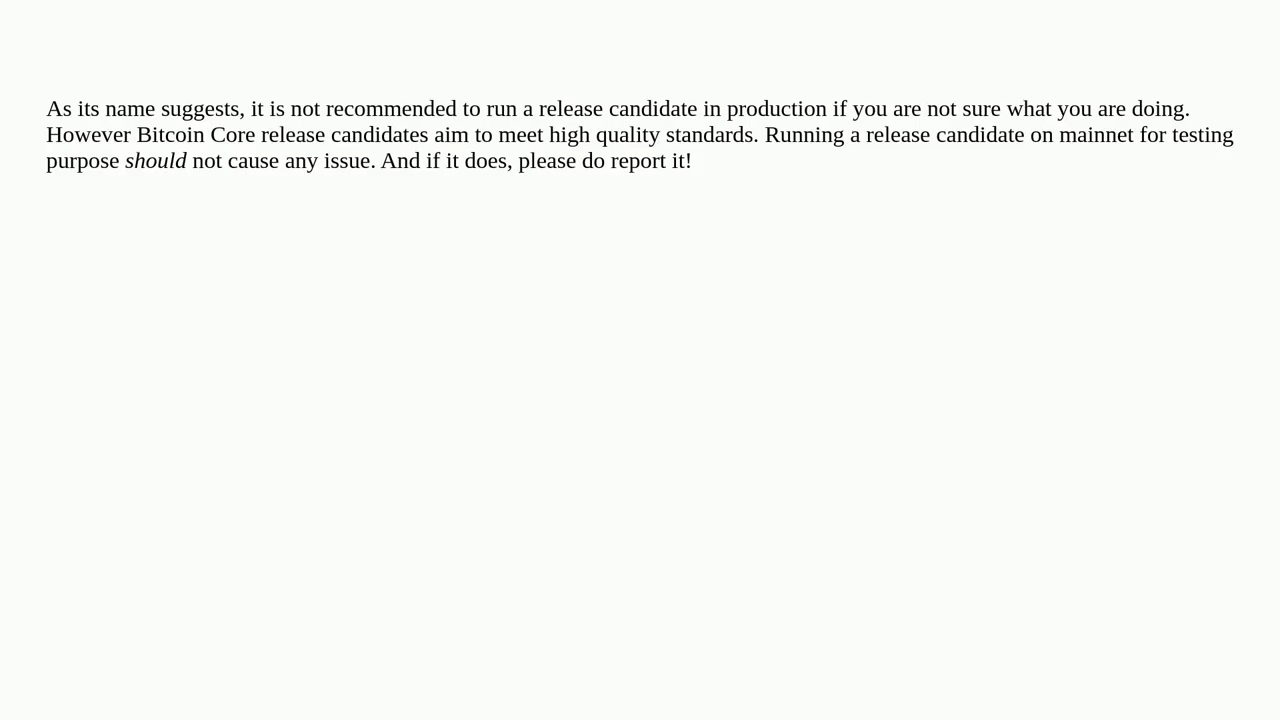 As its name suggests, it is not recommended to run a release candidate in production if you are not sure what you are doing.
However Bitcoin Core release candidates aim to meet high quality standards. Running a release candidate on mainnet for testing
purpose should not cause any issue. And if it does, please do report it!